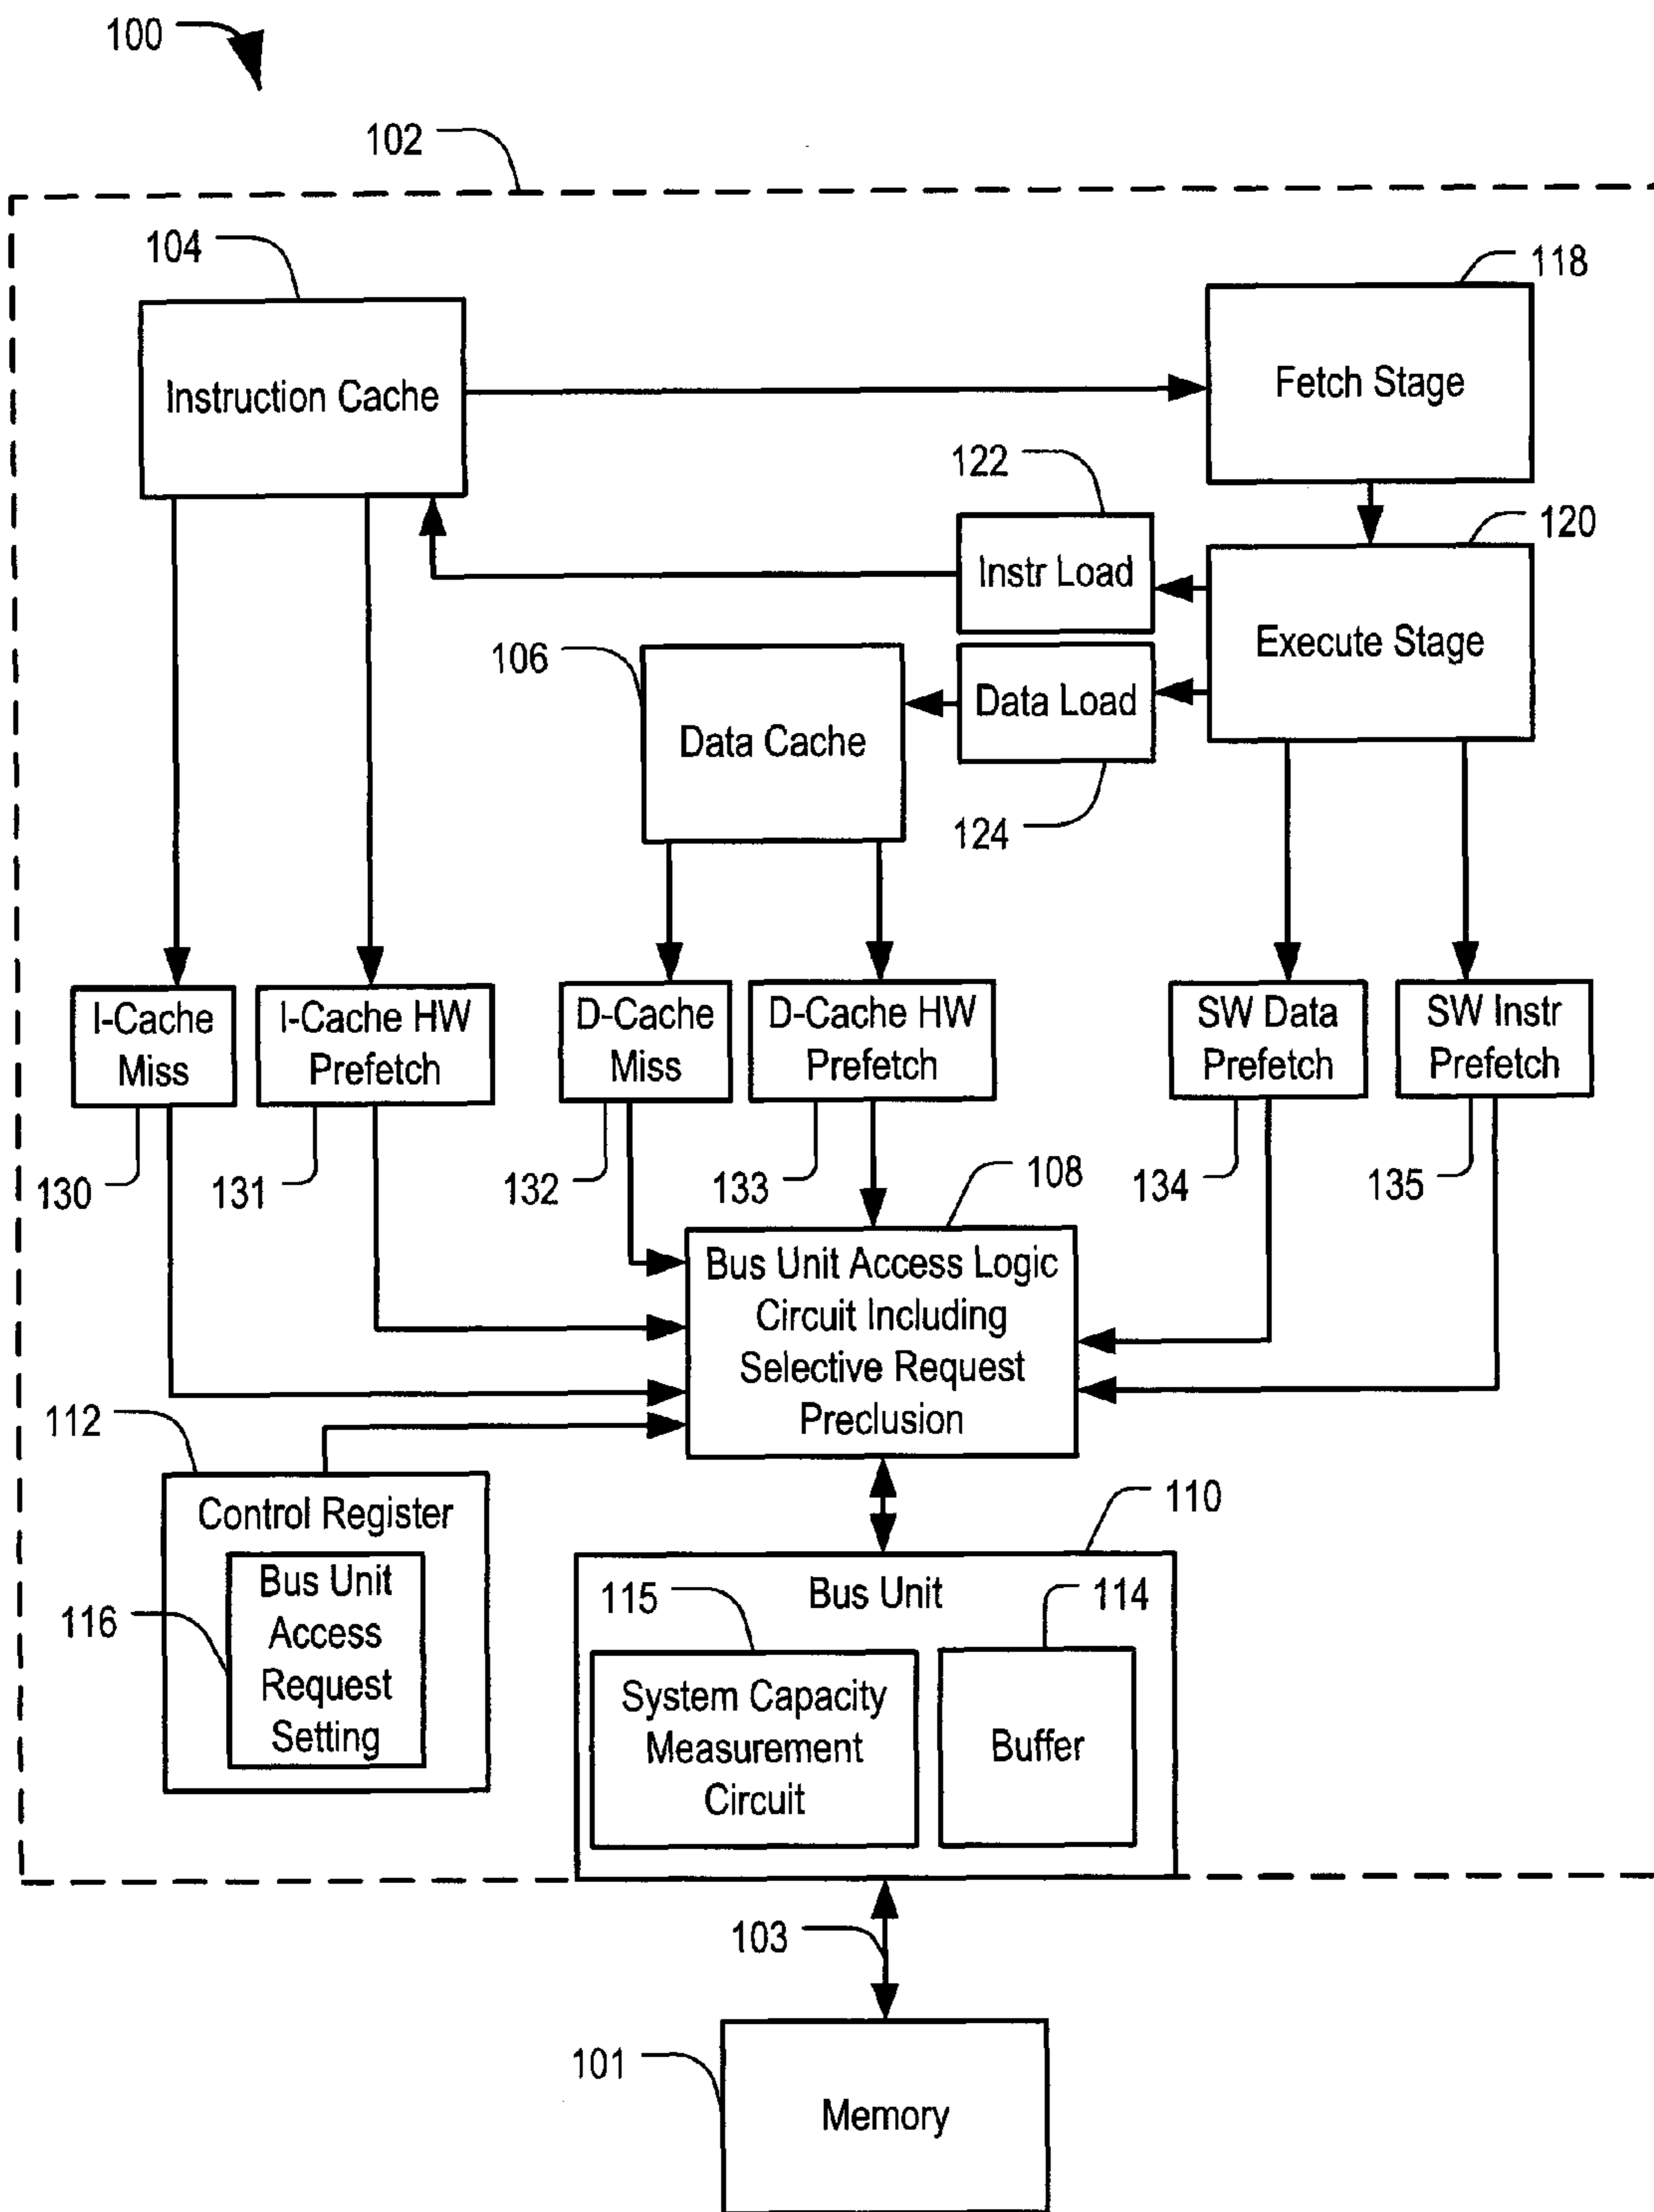 100
102
104
118
Instruction Cache
Fetch Stage
122
120
Instr Load
Execute Stage
106
Data Load
Data Cache
124
I-Cache
Miss
I-Cache HW
Prefetch
D-Cache
Miss
D-Cache HW
Prefetch
SW Data
Prefetch
SW Instr
Prefetch
130
131
132
133
108
134
135
Bus Unit Access Logic
Circuit Including
Selective Request
Preclusion
112
Control Register
110
Bus Unit
Access
Request
Setting
116
Bus Unit
115
114
System Capacity
Measurement
Circuit
Buffer
103
101
Memory